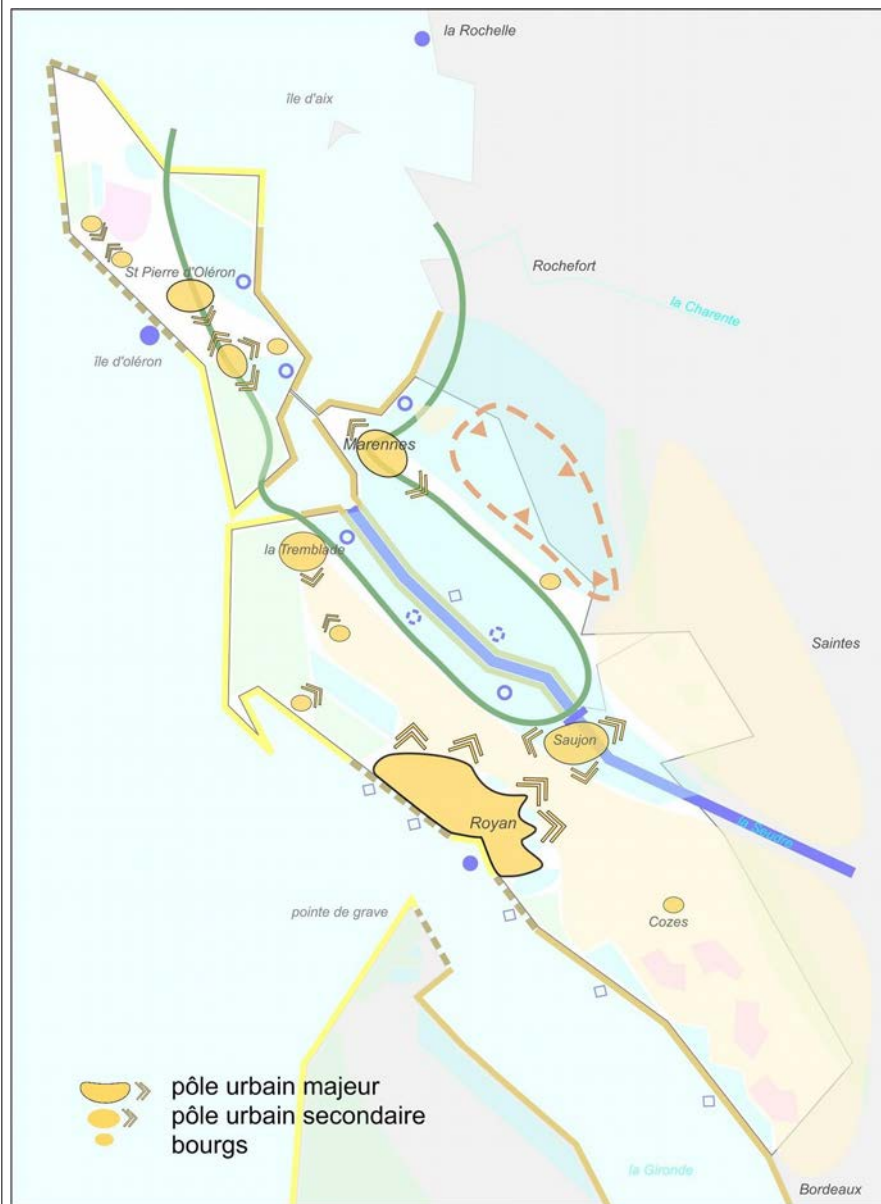 la Rochelle
île d'aix
Rochefort
St Pierre d'Oléron
la Charente
île d'oléron
Marennes
la Tremblade
Saintes
Saujon
Royan
la Seudre
pointe de grave
Cozes
pôle urbain majeur
pôle urbain secondaire
bourgs
la Gironde
Bordeaux